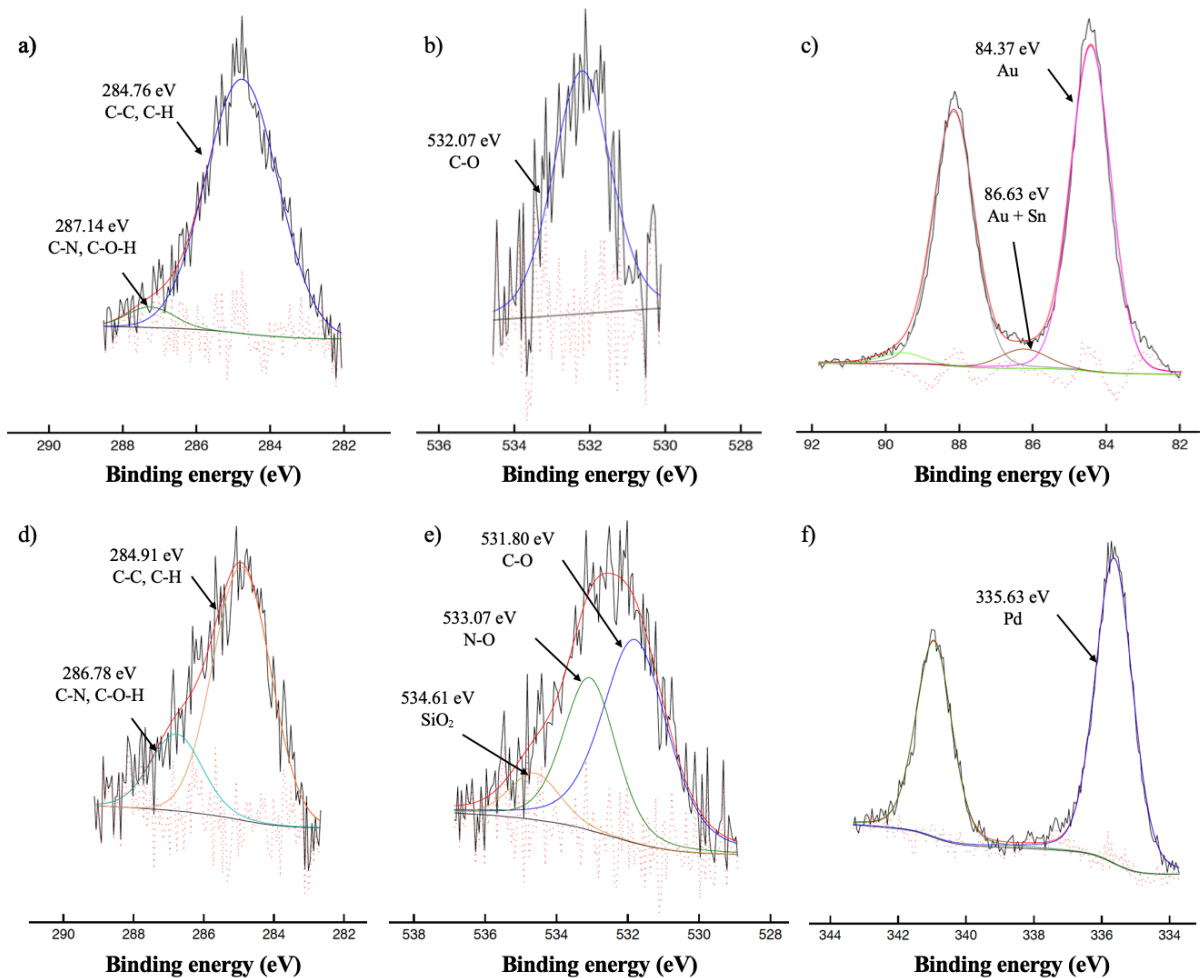 a)
284.76 eV
C-C, C-H
287.14 eV
C-N, C-O-H
290 288 286 284 282
Binding energy (eV)
b)
532.07 eV
C-O
536 534 532 530 528
Binding energy (eV)
c)
84.37 eV
Au
86.63 eV
Au + Sn
92 90 88 86 84 82
Binding energy (eV)
d)
284.91 eV
C-C, C-H
286.78 eV
C-N, C-O-H
290 288 286 284 282
Binding energy (eV)
e)
531.80 eV
C-O
533.07 eV
N-O
534.61 eV
SiO₂
538 536 534 532 530 528
Binding energy (eV)
f)
335.63 eV
Pd
344 342 340 338 336 334
Binding energy (eV)